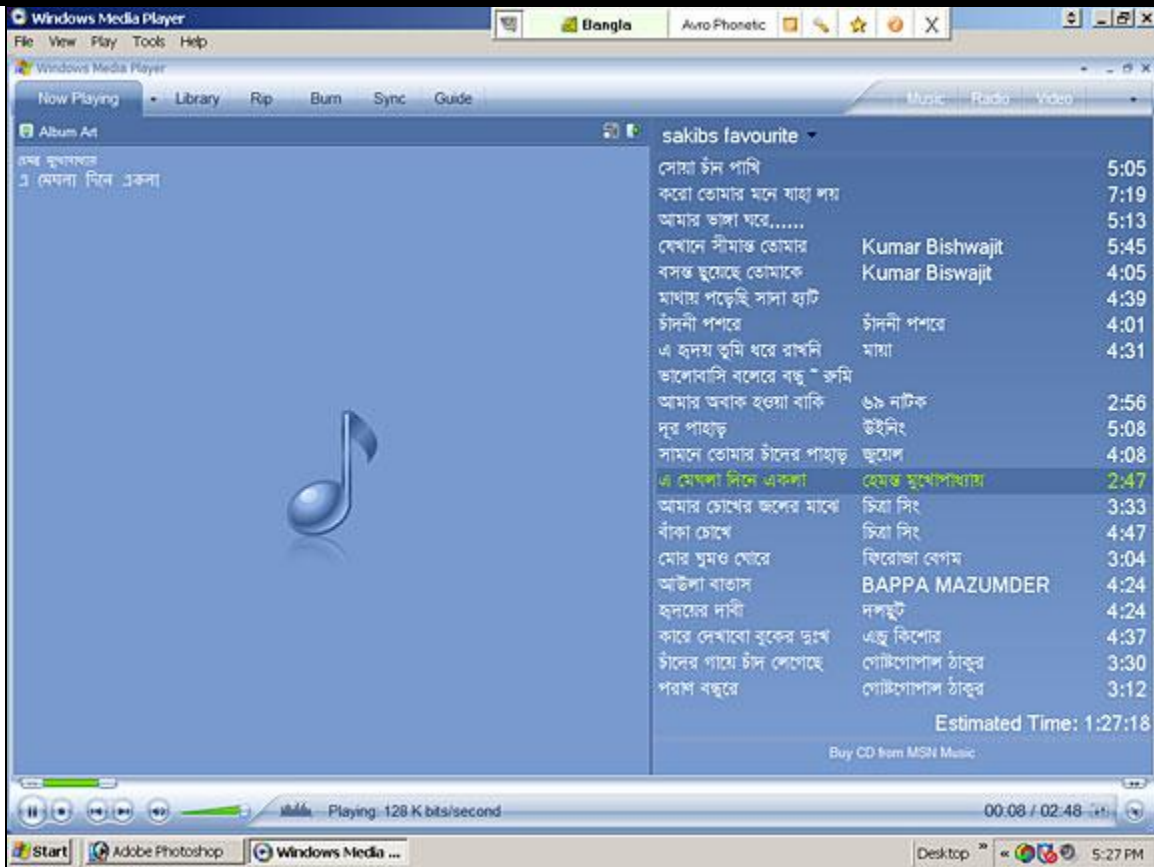 Windows Media Player
Bangla Avro Phonetic X
File View Play Tools Help
Windows Media Player
Now Playing Library Rip Burn Sync Guide Music Radio Video
Album Art
হেমন্ত মুখোপাধ্যায়
এ মেঘলা দিনে একলা
sakibs favourite
সোয়া চাঁন পাখি 5:05
করো তোমার মনে যাহা লয় 7:19
আমার ভাঙ্গা ঘরে...... 5:13
যেখানে সীমান্ত তোমার Kumar Bishwajit 5:45
বসন্ত ছুয়েছে তোমাকে Kumar Biswajit 4:05
মাথায় পড়েছি সাদা হ্যাট 4:39
চাঁদনী পশরে চাঁদনী পশরে 4:01
এ হৃদয় তুমি ধরে রাখনি মায়া 4:31
ভালোবাসি বলেরে বন্ধু ~ রুমি
আমার অবাক হওয়া বাকি ৬৯ নাটক 2:56
দূর পাহাড় উইনিং 5:08
সামনে তোমার চাঁদের পাহাড় জুয়েল 4:08
এ মেঘলা দিনে একলা হেমন্ত মুখোপাধ্যায় 2:47
আমার চোখের জলের মাঝে চিত্রা সিং 3:33
বাঁকা চোখে চিত্রা সিং 4:47
মোর ঘুমও ঘোরে ফিরোজা বেগম 3:04
আউলা বাতাস BAPPA MAZUMDER 4:24
হৃদয়ের দাবী দলছুট 4:24
কারে দেখাবো বুকের দুঃখ এন্ড্রু কিশোর 4:37
চাঁদের গায়ে চাঁদ লেগেছে গোষ্টগোপাল ঠাকুর 3:30
পরাণ বন্ধুরে গোষ্টগোপাল ঠাকুর 3:12
Estimated Time: 1:27:18
Buy CD from MSN Music
Playing: 128 K bits/second 00:08 / 02:48
Start Adobe Photoshop Windows Media ... Desktop » « 5:27 PM